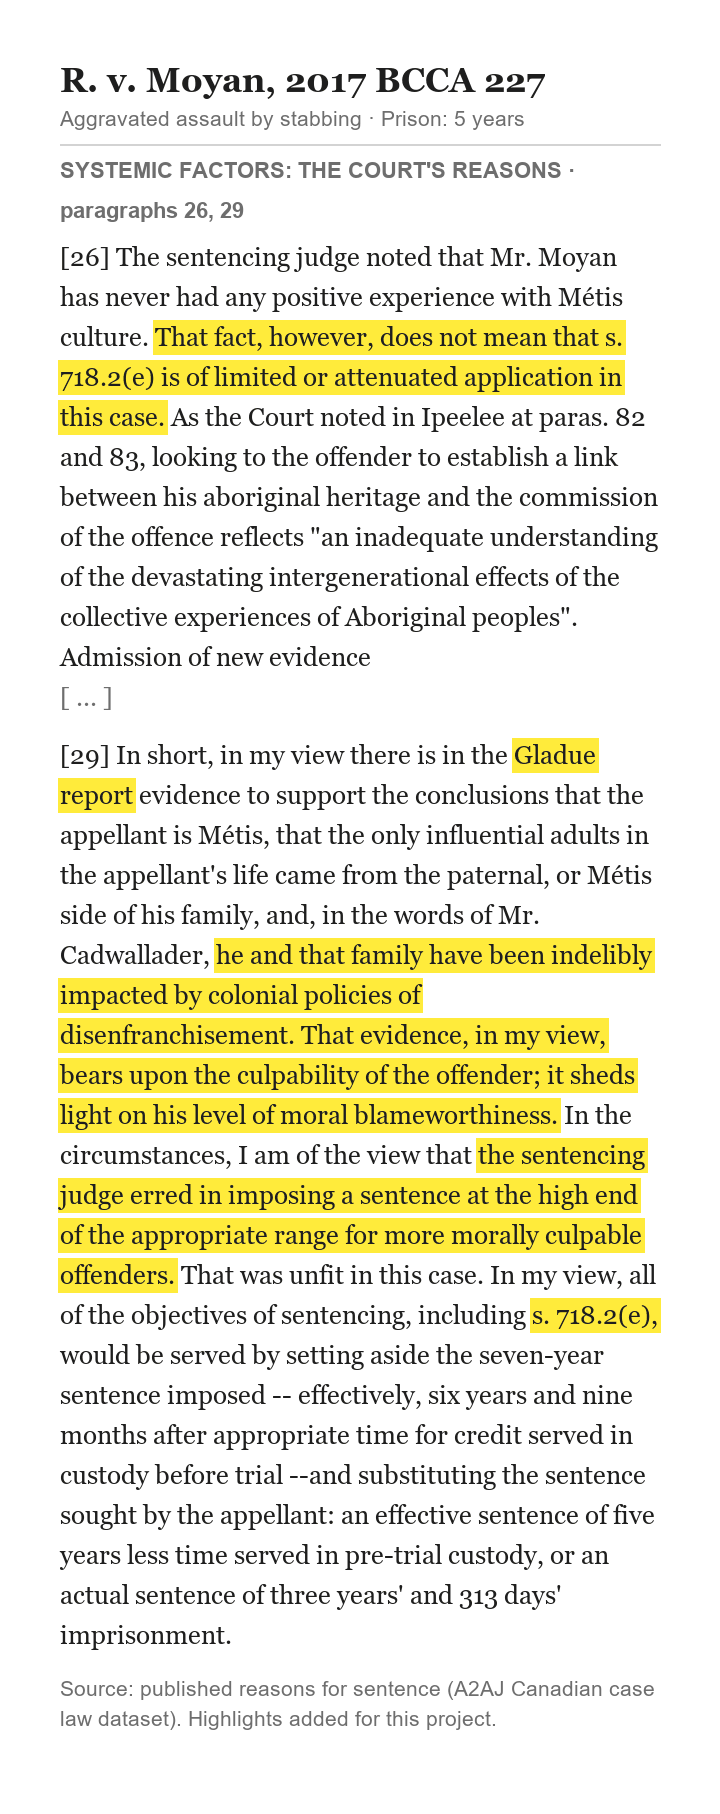 R. v. Moyan, 2017 BCCA 227
Aggravated assault by stabbing · Prison: 5 years
SYSTEMIC FACTORS: THE COURT'S REASONS ·
paragraphs 26, 29
[26] The sentencing judge noted that Mr. Moyan
has never had any positive experience with Métis
culture. That fact, however, does not mean that s.
718.2(e) is of limited or attenuated application in
this case. As the Court noted in Ipeelee at paras. 82
and 83, looking to the offender to establish a link
between his aboriginal heritage and the commission
of the offence reflects "an inadequate understanding
of the devastating intergenerational effects of the
collective experiences of Aboriginal peoples".
Admission of new evidence
[ ... ]
[29] In short, in my view there is in the Gladue
report evidence to support the conclusions that the
appellant is Métis, that the only influential adults in
the appellant's life came from the paternal, or Métis
side of his family, and, in the words of Mr.
Cadwallader, he and that family have been indelibly
impacted by colonial policies of
disenfranchisement. That evidence, in my view,
bears upon the culpability of the offender; it sheds
light on his level of moral blameworthiness. In the
circumstances, I am of the view that the sentencing
judge erred in imposing a sentence at the high end
of the appropriate range for more morally culpable
offenders. That was unfit in this case. In my view, all
of the objectives of sentencing, including s. 718.2(e),
would be served by setting aside the seven-year
sentence imposed -- effectively, six years and nine
months after appropriate time for credit served in
custody before trial --and substituting the sentence
sought by the appellant: an effective sentence of five
years less time served in pre-trial custody, or an
actual sentence of three years' and 313 days'
imprisonment.
Source: published reasons for sentence (A2AJ Canadian case
law dataset). Highlights added for this project.